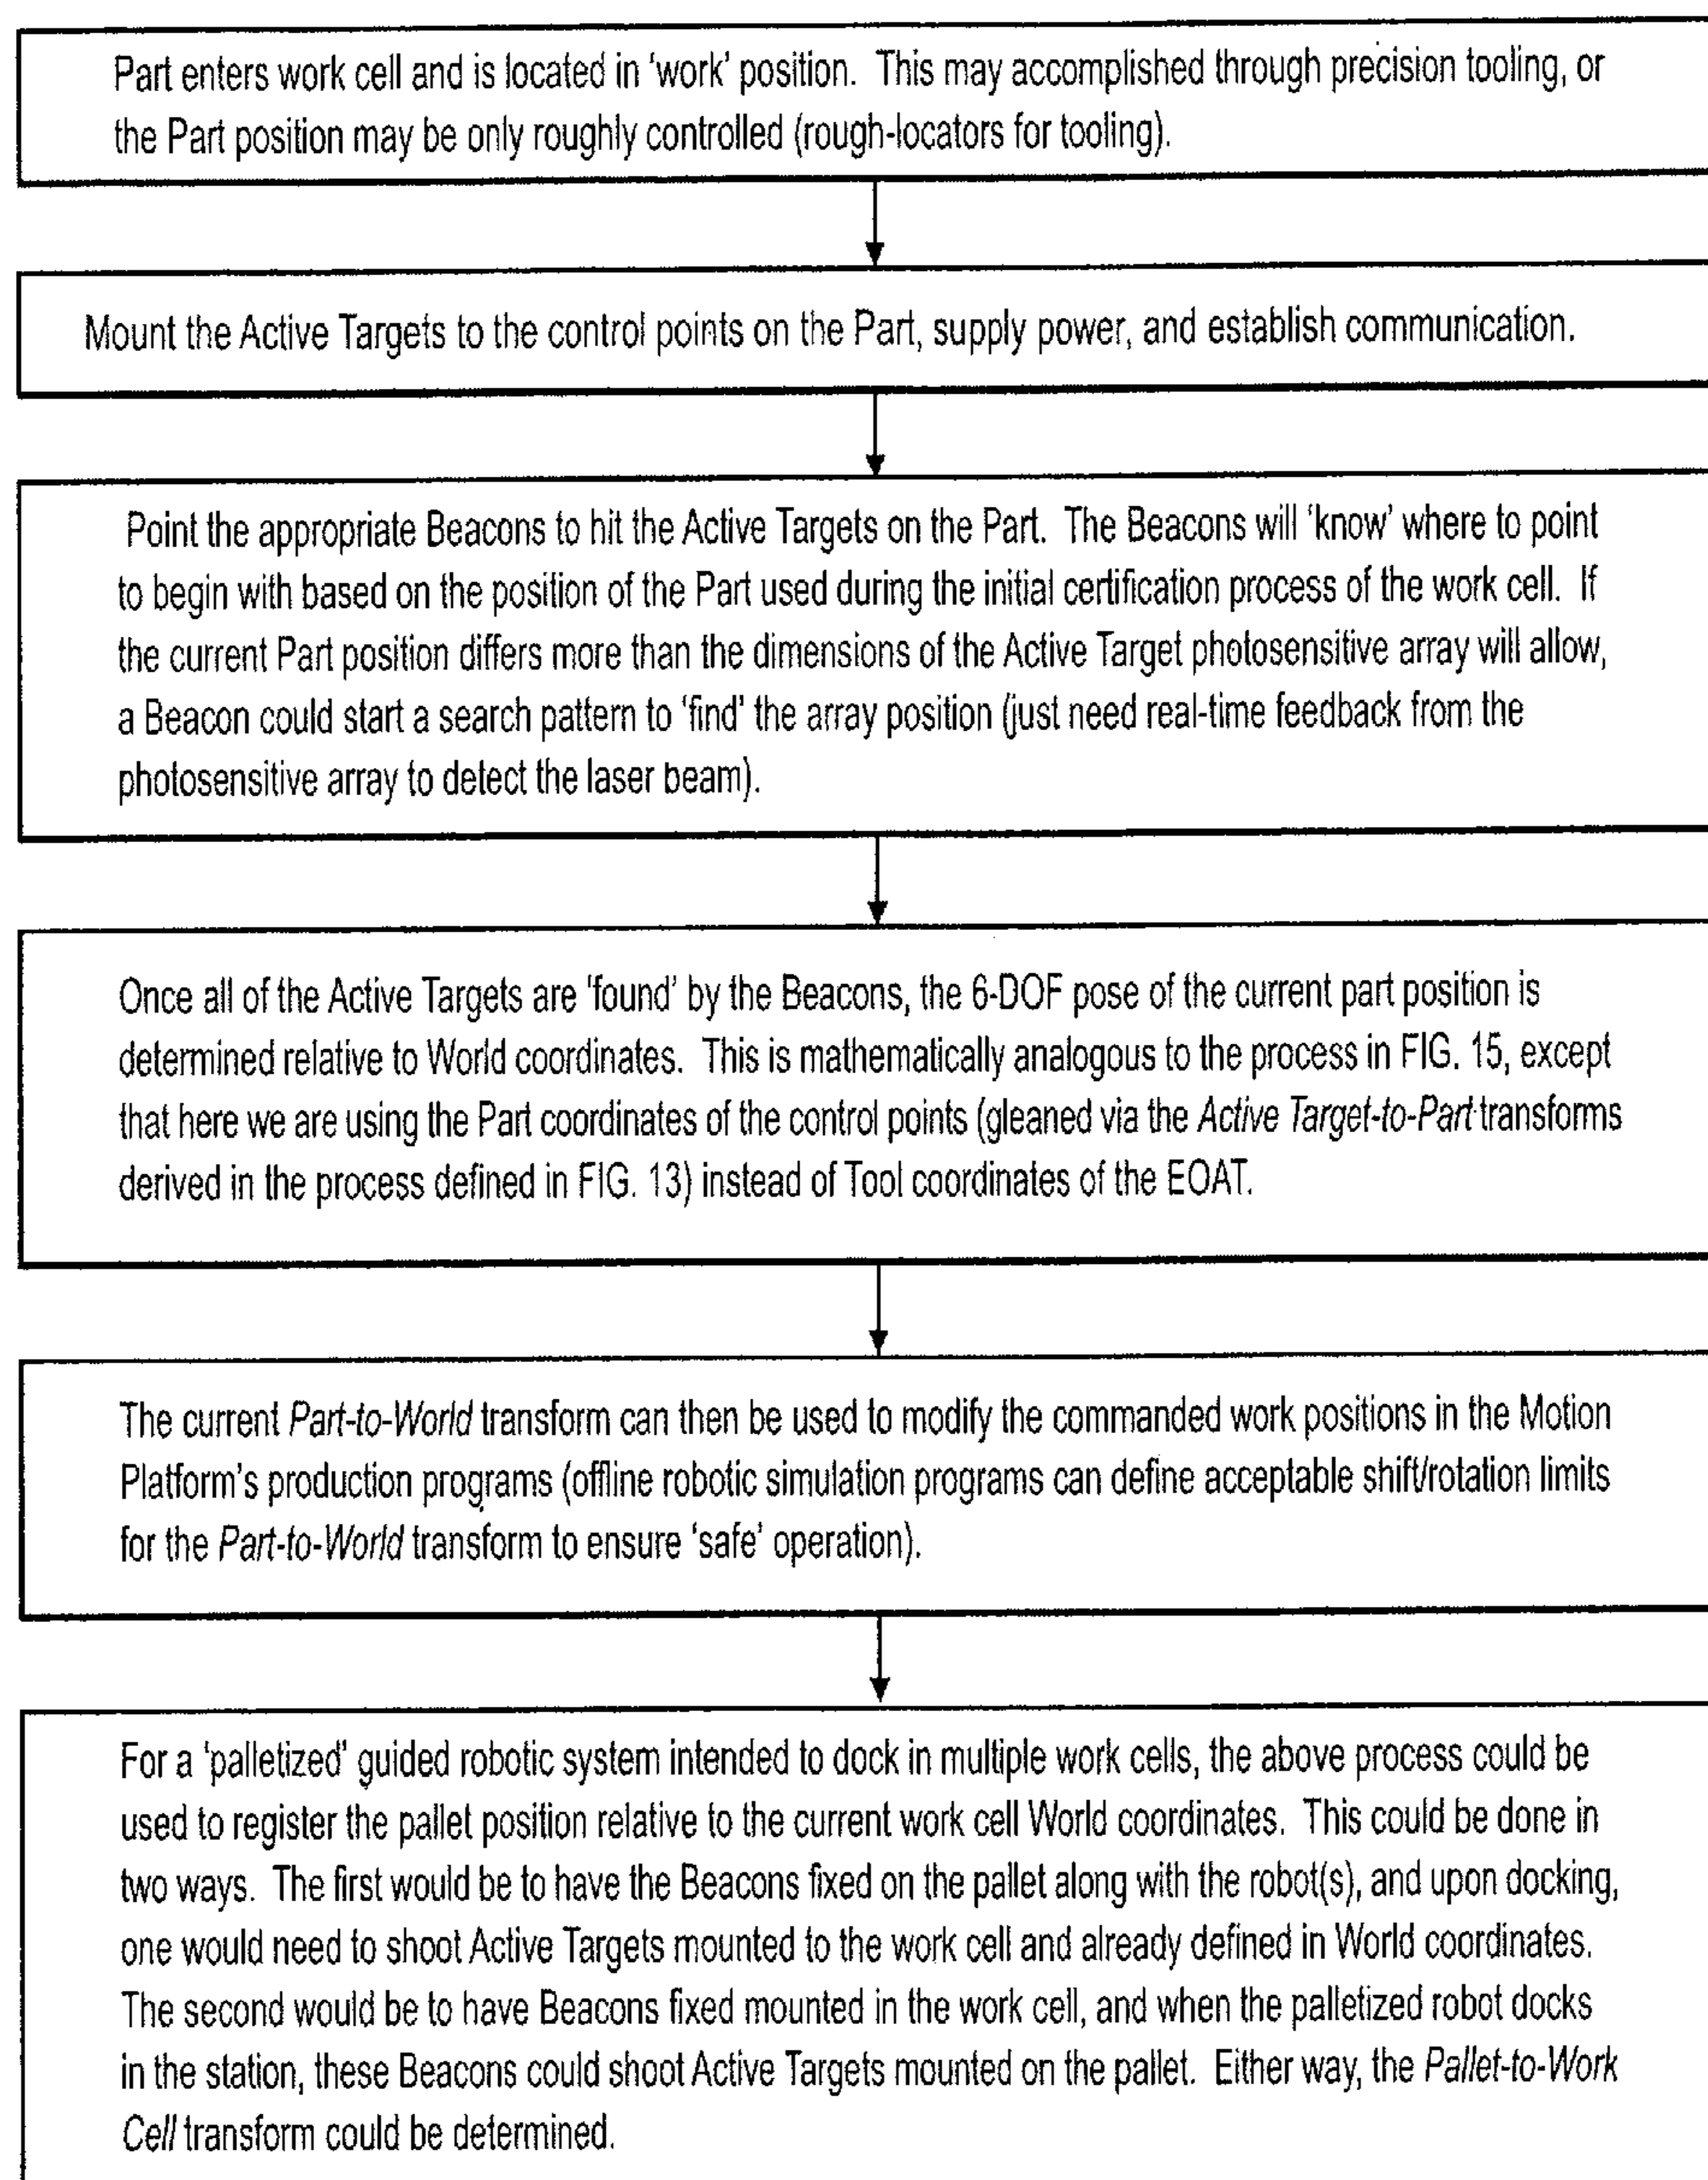 Part enters work cell and is located in 'work' position.  This may accomplished through precision tooling, or
the Part position may be only roughly controlled (rough-locators for tooling).
Mount the Active Targets to the control points on the Part, supply power, and establish communication.
Point the appropriate Beacons to hit the Active Targets on the Part.  The Beacons will 'know' where to point
to begin with based on the position of the Part used during the initial certification process of the work cell.  If
the current Part position differs more than the dimensions of the Active Target photosensitive array will allow,
a Beacon could start a search pattern to 'find' the array position (just need real-time feedback from the
photosensitive array to detect the laser beam).
Once all of the Active Targets are 'found' by the Beacons, the 6-DOF pose of the current part position is
determined relative to World coordinates.  This is mathematically analogous to the process in FIG. 15, except
that here we are using the Part coordinates of the control points (gleaned via the Active Target-to-Part transforms
derived in the process defined in FIG. 13) instead of Tool coordinates of the EOAT.
The current Part-to-World transform can then be used to modify the commanded work positions in the Motion
Platform's production programs (offline robotic simulation programs can define acceptable shift/rotation limits
for the Part-to-World transform to ensure 'safe' operation).
For a 'palletized' guided robotic system intended to dock in multiple work cells, the above process could be
used to register the pallet position relative to the current work cell World coordinates.  This could be done in
two ways.  The first would be to have the Beacons fixed on the pallet along with the robot(s), and upon docking,
one would need to shoot Active Targets mounted to the work cell and already defined in World coordinates.
The second would be to have Beacons fixed mounted in the work cell, and when the palletized robot docks
in the station, these Beacons could shoot Active Targets mounted on the pallet.  Either way, the Pallet-to-Work
Cell transform could be determined.